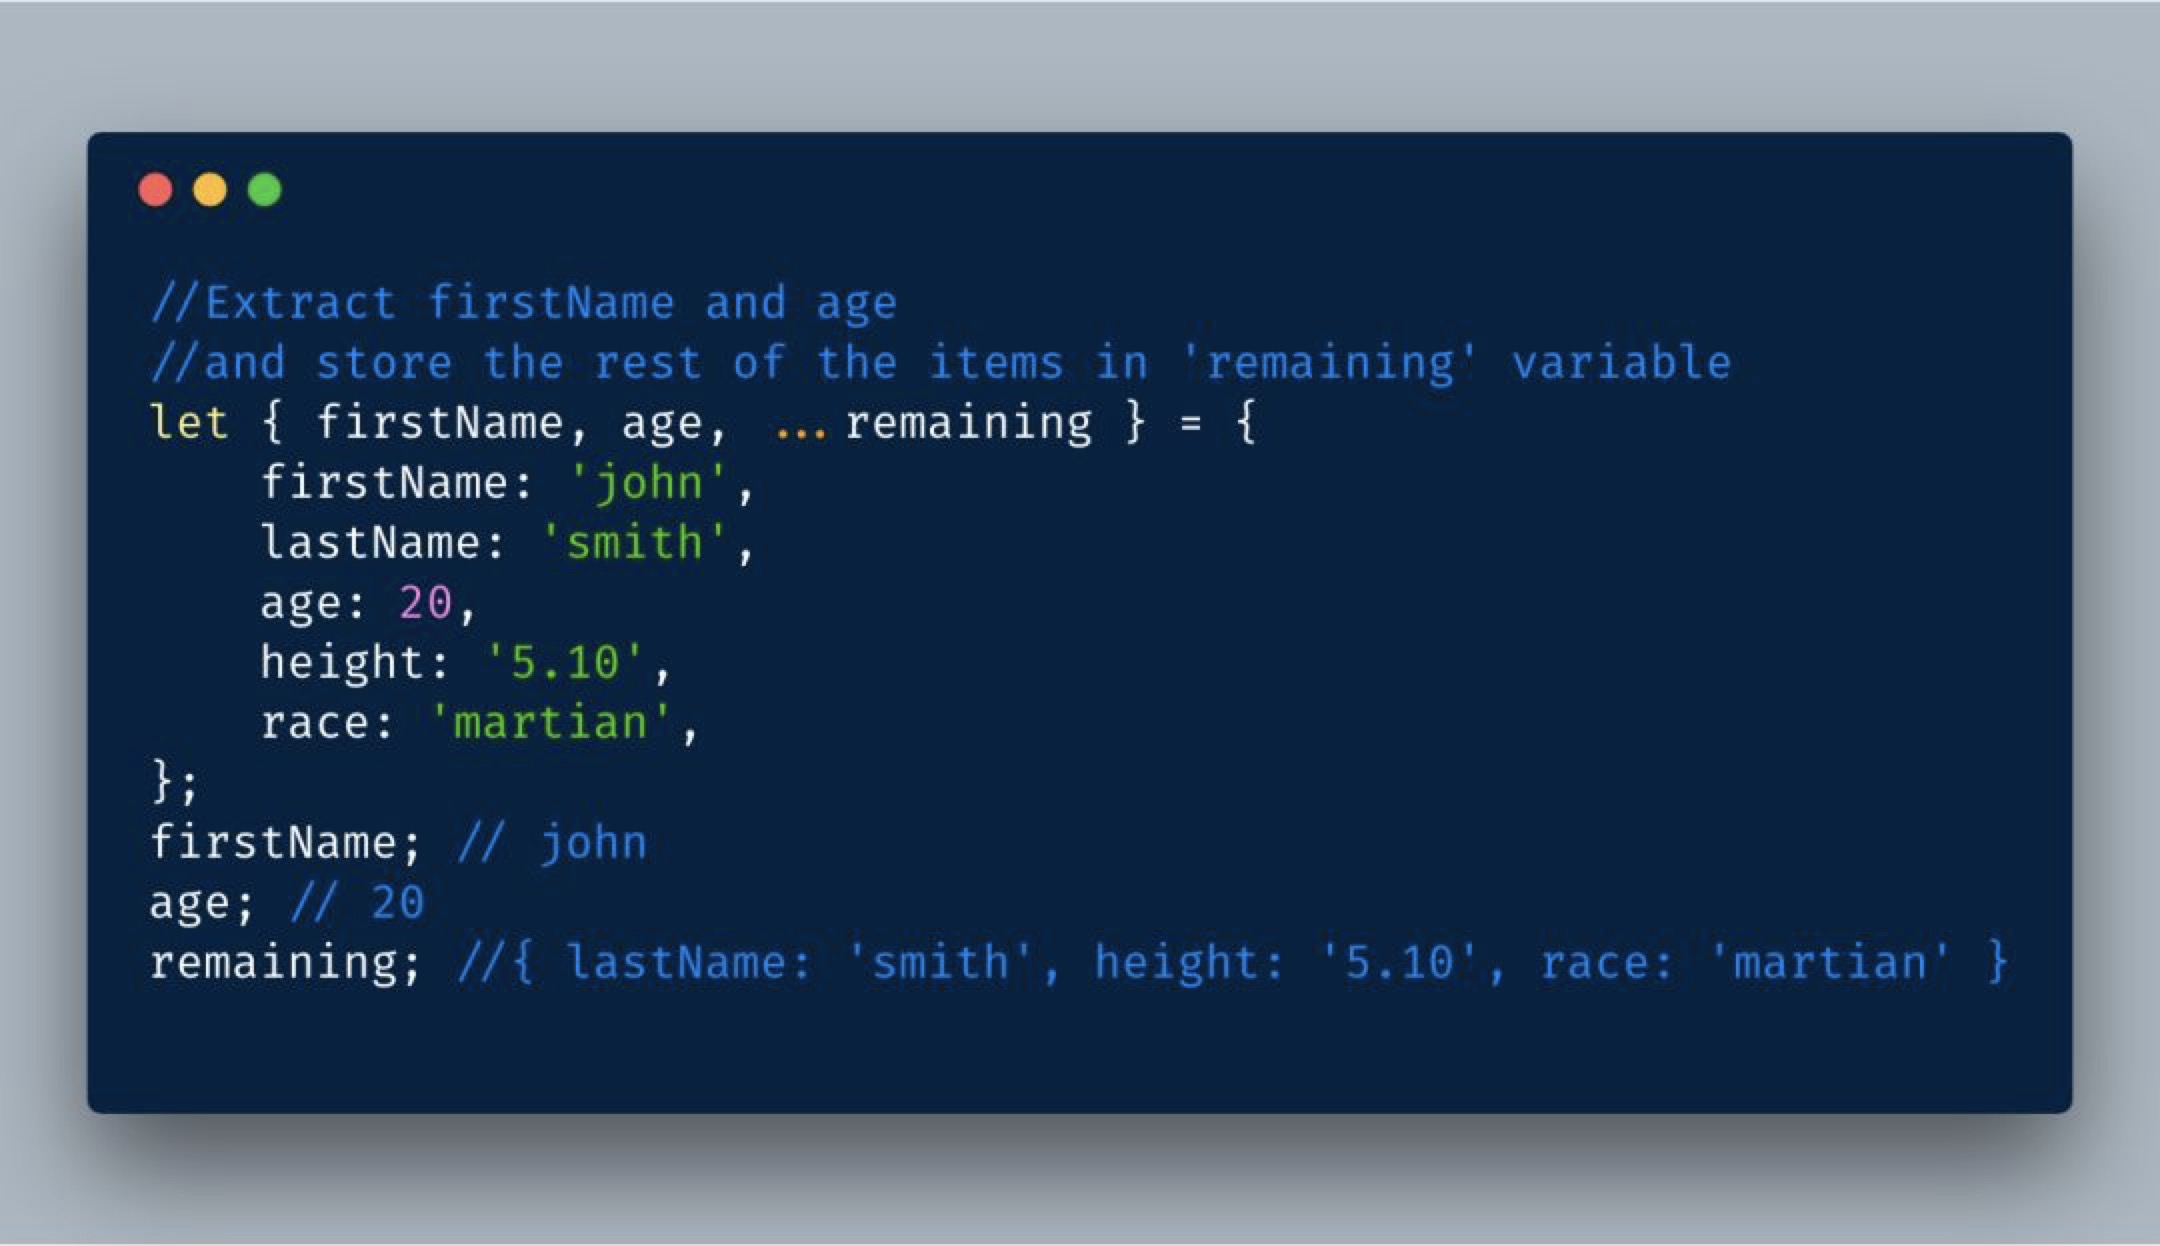 //Extract firstName and age
//and store the rest of the items in 'remaining' variable
let { firstName, age, ...remaining } = {
    firstName: 'john',
    lastName: 'smith',
    age: 20,
    height: '5.10',
    race: 'martian',
};
firstName; // john
age; // 20
remaining; //{ lastName: 'smith', height: '5.10', race: 'martian' }